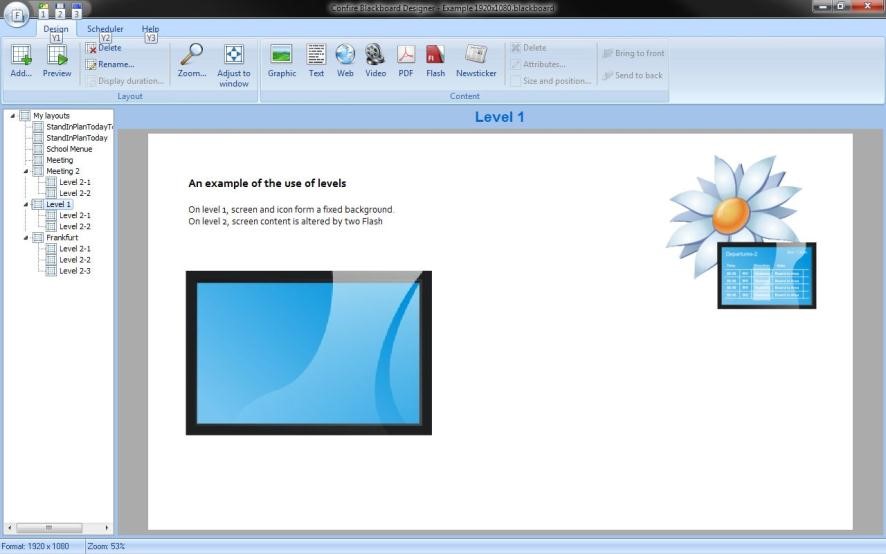 Confire Blackboard Designer - Example 1920x1080.blackboard
F
1 2 3
Design Scheduler Help
Y1 Y2 Y3
Add...
Preview
Delete
Rename...
Display duration...
Zoom...
Adjust to window
Layout
Graphic
Text
Web
Video
PDF
Flash
Newsticker
Delete
Attributes...
Size and position...
Bring to front
Send to back
Content
My layouts
StandInPlanTodayT
StandInPlanToday
School Menue
Meeting
Meeting 2
Level 2-1
Level 2-2
Level 1
Level 2-1
Level 2-2
Frankfurt
Level 2-1
Level 2-2
Level 2-3
Level 1
An example of the use of levels
On level 1, screen and icon form a fixed background.
On level 2, screen content is altered by two Flash
Departures-2
Format: 1920 x 1080
Zoom: 53%